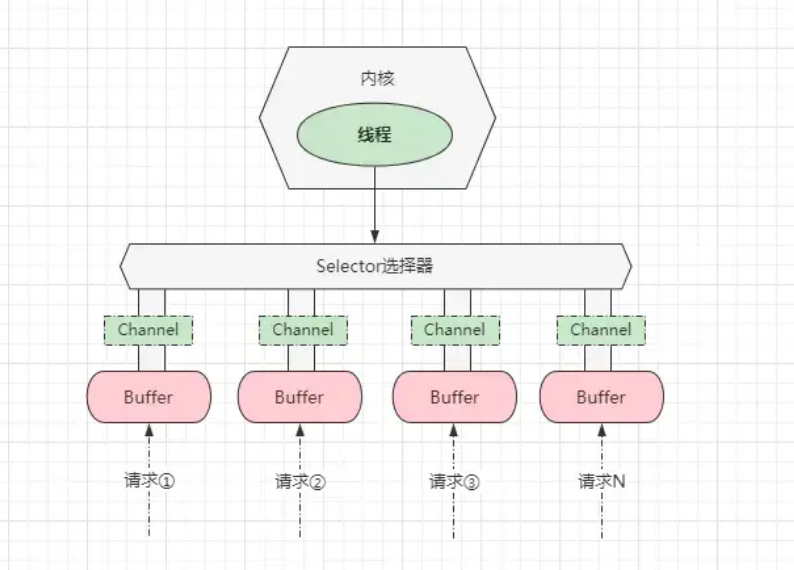 内核
线程
Selector选择器
Channel
Channel
Channel
Channel
Buffer
Buffer
Buffer
Buffer
请求①
请求②
请求③
请求N